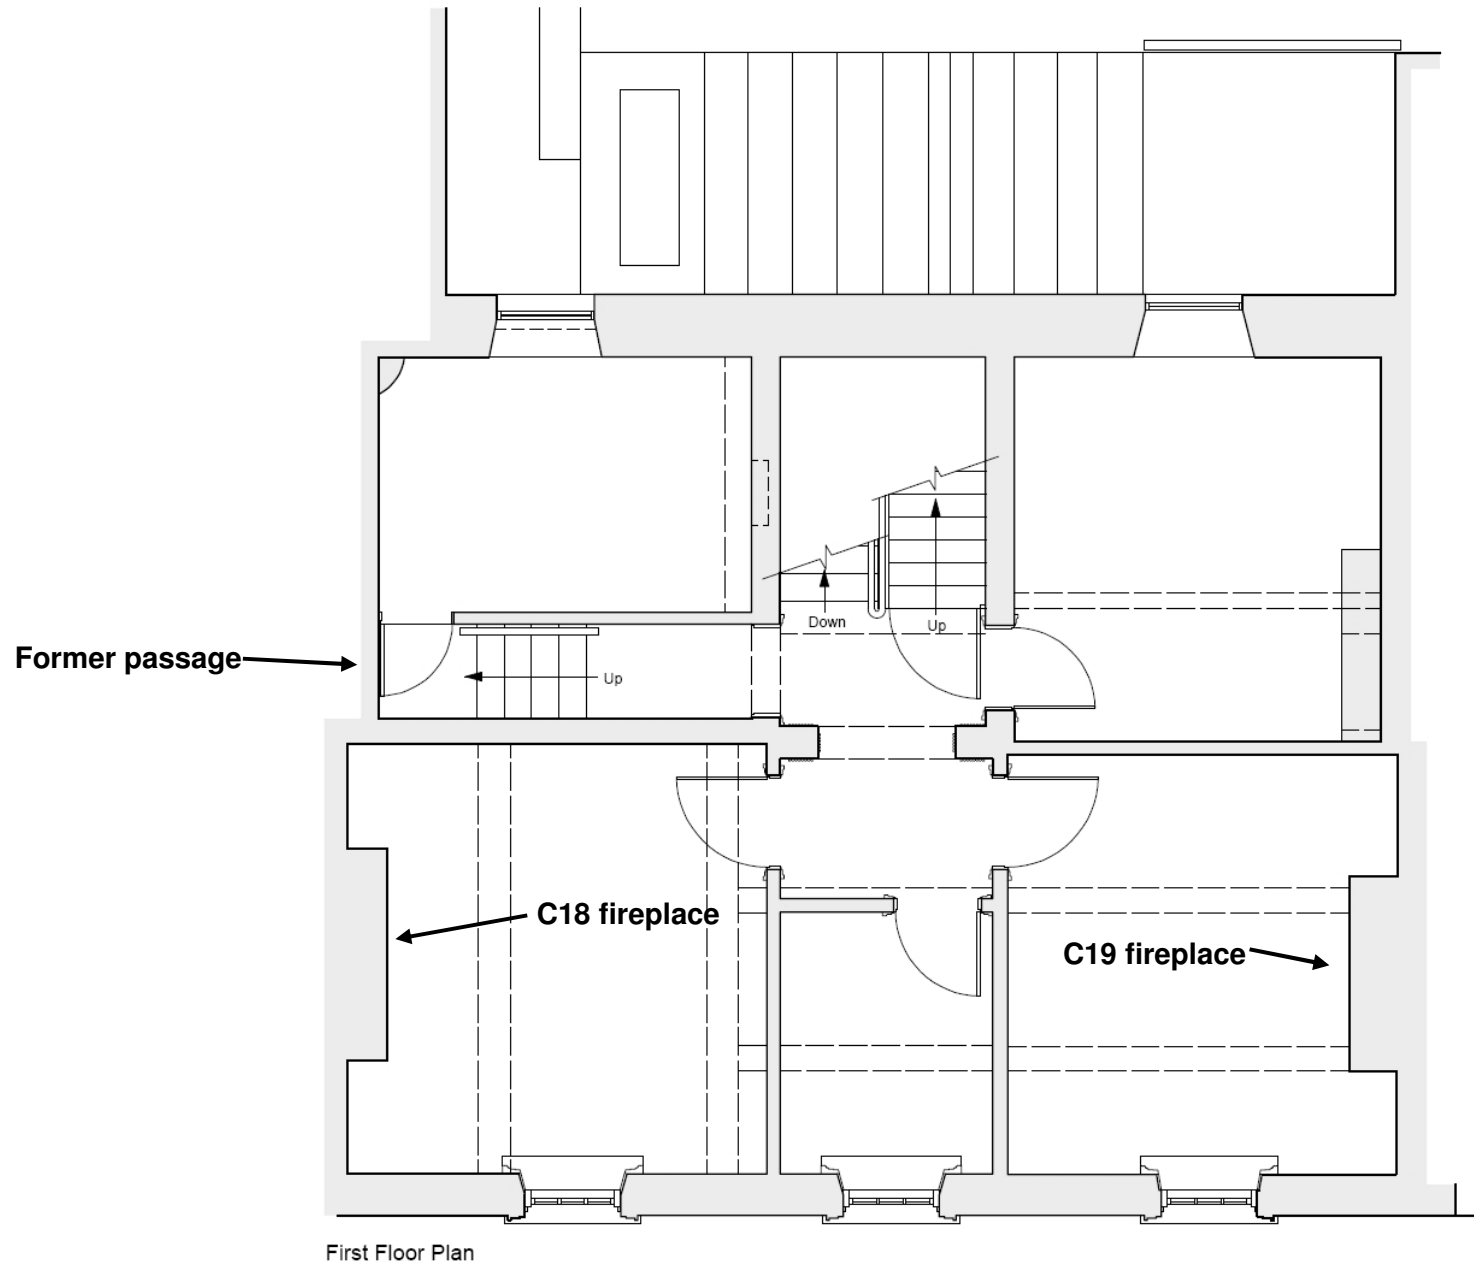 Down
Up
Former passage
Up
C18 fireplace
C19 fireplace
First Floor Plan